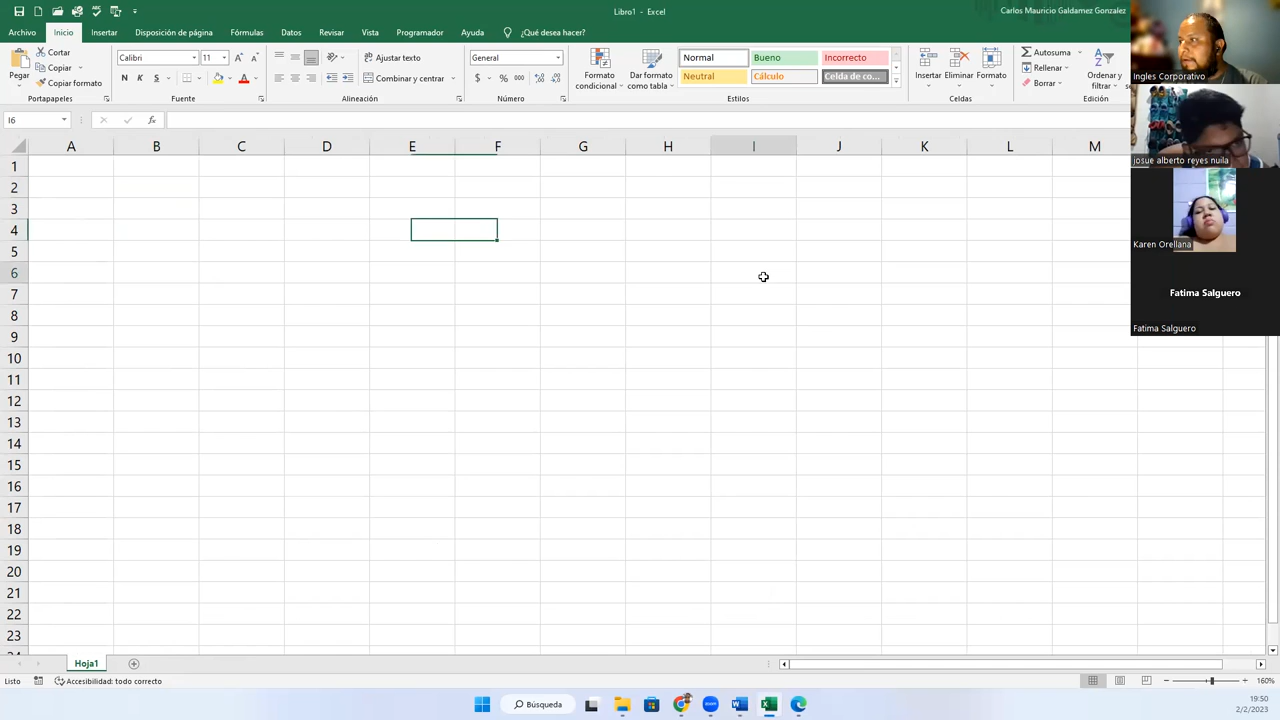 Libro1 - Excel
Carlos Mauricio Galdamez Gonzalez
Archivo Inicio Insertar Disposición de página Fórmulas Datos Revisar Vista Programador Ayuda ¿Qué desea hacer?
Pegar
Cortar
Copiar
Copiar formato
Portapapeles
Calibri 11
N K S
Fuente
Ajustar texto
Combinar y centrar
Alineación
General
$ % 000
Número
Formato condicional
Dar formato como tabla
Normal Bueno Incorrecto
Neutral Cálculo Celda de co...
Estilos
Insertar Eliminar Formato
Celdas
Autosuma
Rellenar
Borrar
Ordenar y filtrar
Edición
Ingles Corporativo
I6
fx
A B C D E F G H I J K L M
1
2
3
4
5
6
7
8
9
10
11
12
13
14
15
16
17
18
19
20
21
22
23
josue alberto reyes nuila
Karen Orellana
Fatima Salguero
Fatima Salguero
Hoja1
Listo
Accesibilidad: todo correcto
160%
Búsqueda
19:50
2/2/2023